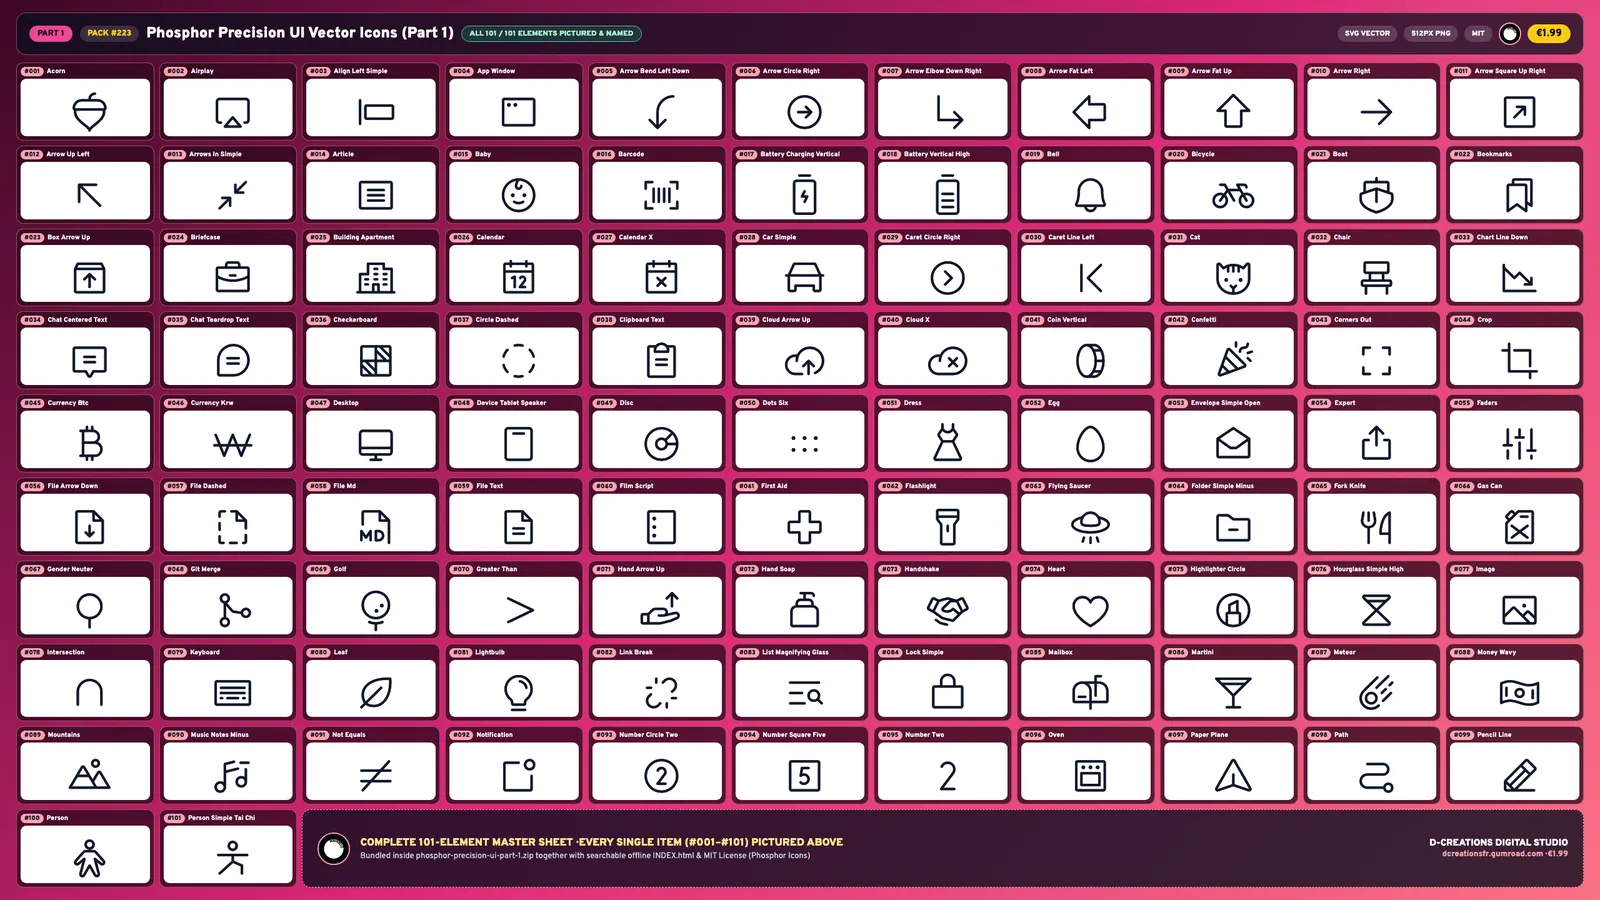 PART 1 PACK #223 Phosphor Precision UI Vector Icons (Part 1) ALL 101 / 101 ELEMENTS PICTURED & NAMED SVG VECTOR 512PX PNG MIT €1.99
#001 Acorn #002 Airplay #003 Align Left Simple #004 App Window #005 Arrow Bend Left Down #006 Arrow Circle Right #007 Arrow Elbow Down Right #008 Arrow Fat Left #009 Arrow Fat Up #010 Arrow Right #011 Arrow Square Up Right
#012 Arrow Up Left #013 Arrows In Simple #014 Article #015 Baby #016 Barcode #017 Battery Charging Vertical #018 Battery Vertical High #019 Bell #020 Bicycle #021 Boat #022 Bookmarks
#023 Box Arrow Up #024 Briefcase #025 Building Apartment #026 Calendar #027 Calendar X #028 Car Simple #029 Caret Circle Right #030 Caret Line Left #031 Cat #032 Chair #033 Chart Line Down
12
#034 Chat Centered Text #035 Chat Teardrop Text #036 Checkerboard #037 Circle Dashed #038 Clipboard Text #039 Cloud Arrow Up #040 Cloud X #041 Coin Vertical #042 Confetti #043 Corners Out #044 Crop
#045 Currency Btc #046 Currency Krw #047 Desktop #048 Device Tablet Speaker #049 Disc #050 Dots Six #051 Dress #052 Egg #053 Envelope Simple Open #054 Export #055 Faders
#056 File Arrow Down #057 File Dashed #058 File Md #059 File Text #060 Film Script #061 First Aid #062 Flashlight #063 Flying Saucer #064 Folder Simple Minus #065 Fork Knife #066 Gas Can
MD
#067 Gender Neuter #068 Git Merge #069 Golf #070 Greater Than #071 Hand Arrow Up #072 Hand Soap #073 Handshake #074 Heart #075 Highlighter Circle #076 Hourglass Simple High #077 Image
#078 Intersection #079 Keyboard #080 Leaf #081 Lightbulb #082 Link Break #083 List Magnifying Glass #084 Lock Simple #085 Mailbox #086 Martini #087 Meteor #088 Money Wavy
#089 Mountains #090 Music Notes Minus #091 Not Equals #092 Notification #093 Number Circle Two #094 Number Square Five #095 Number Two #096 Oven #097 Paper Plane #098 Path #099 Pencil Line
2 5 2
#100 Person #101 Person Simple Tai Chi
COMPLETE 101-ELEMENT MASTER SHEET · EVERY SINGLE ITEM (#001–#101) PICTURED ABOVE
Bundled inside phosphor-precision-ui-part-1.zip together with searchable offline INDEX.html & MIT License (Phosphor Icons)
D-CREATIONS DIGITAL STUDIO
dcreationsfr.gumroad.com · €1.99